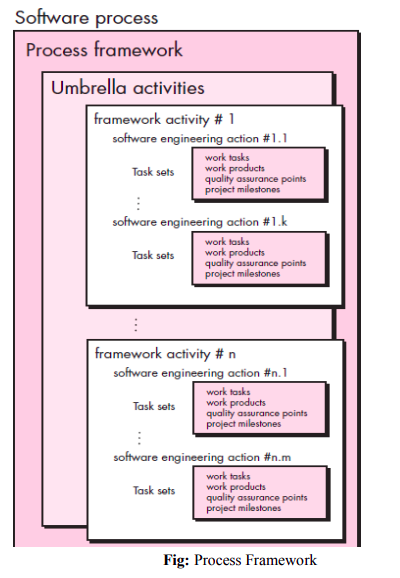 Software process
Process framework
Umbrella activities
framework activity # 1
software engineering action #1.1
Task sets
work tasks
work products
quality assurance points
project milestones
software engineering action #1.k
Task sets
work tasks
work products
quality assurance points
project milestones
framework activity # n
software engineering action #n.1
Task sets
work tasks
work products
quality assurance points
project milestones
software engineering action #n.m
Task sets
work tasks
work products
quality assurance points
project milestones
Fig: Process Framework